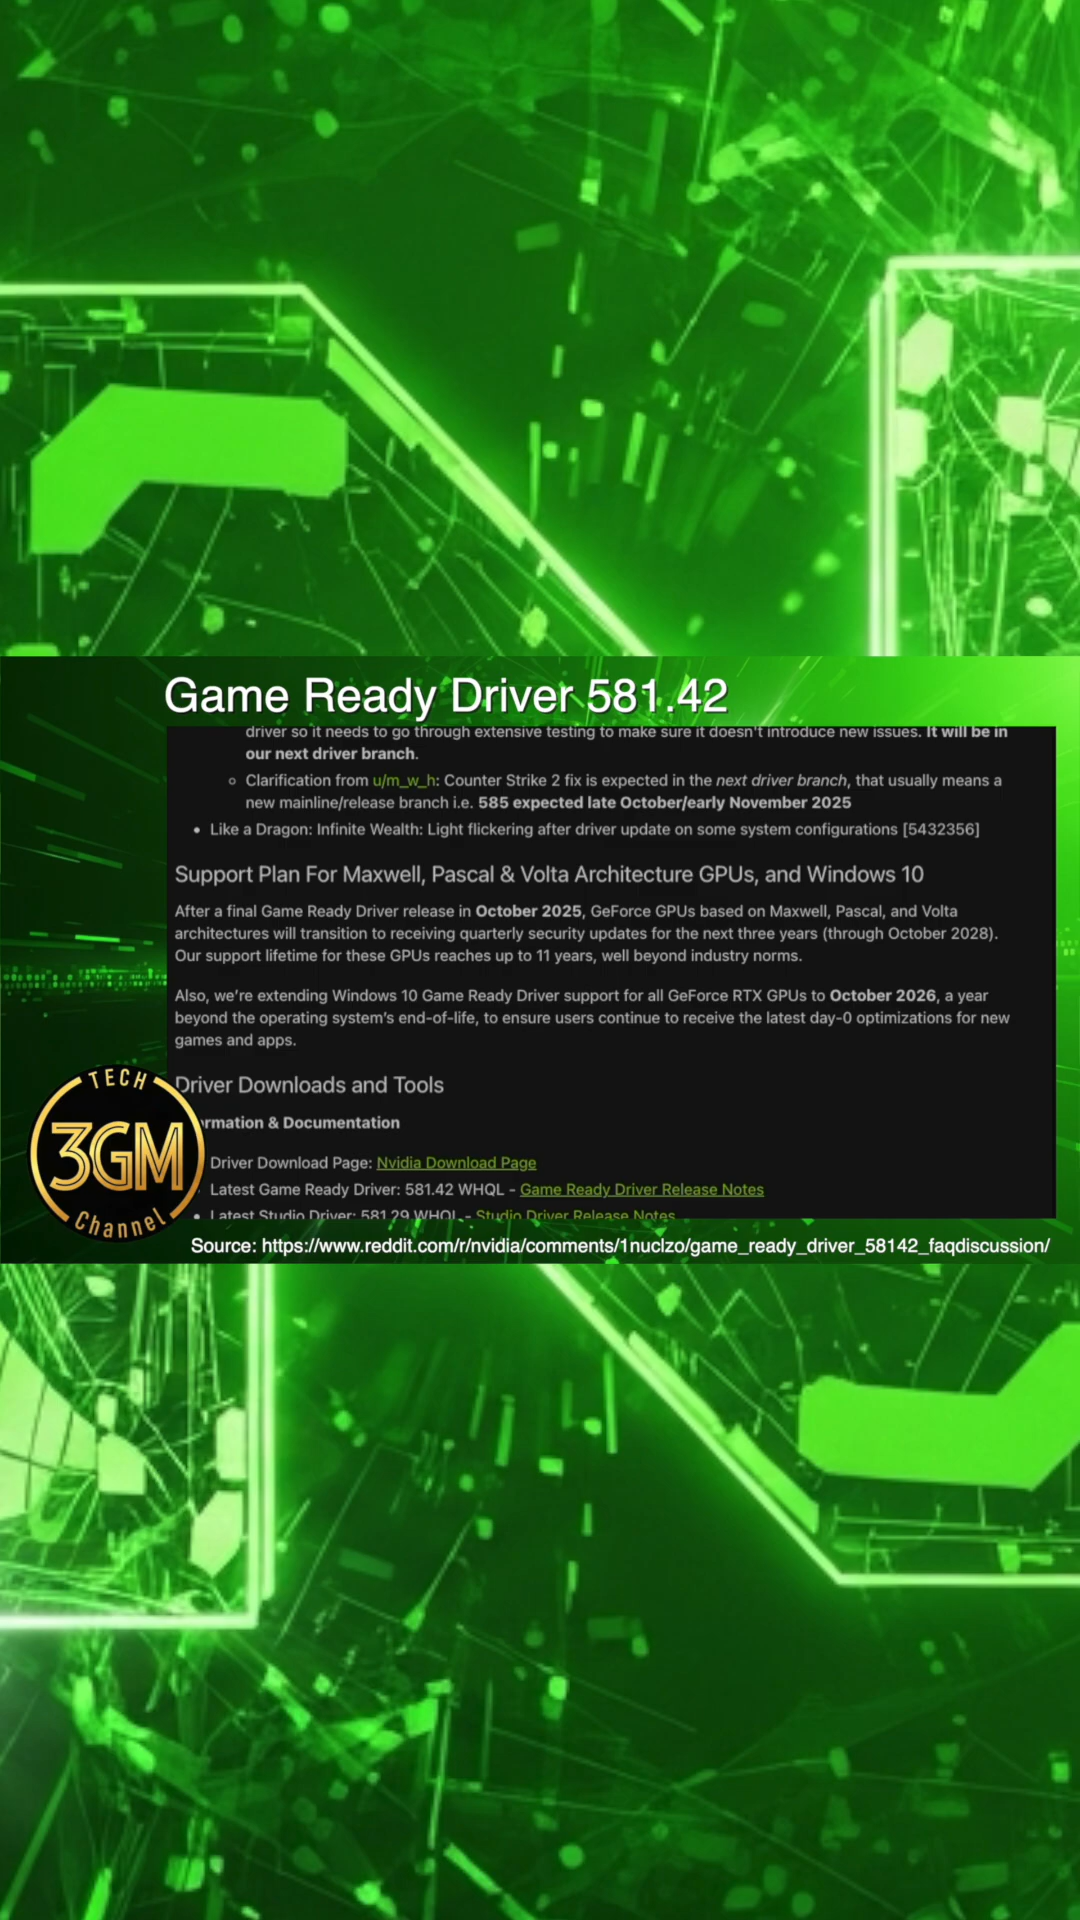 Game Ready Driver 581.42
driver so it needs to go through extensive testing to make sure it doesn't introduce new issues. It will be in
our next driver branch.
Clarification from u/m_w_h: Counter Strike 2 fix is expected in the next driver branch, that usually means a
new mainline/release branch i.e. 585 expected late October/early November 2025
Like a Dragon: Infinite Wealth: Light flickering after driver update on some system configurations [5432356]
Support Plan For Maxwell, Pascal & Volta Architecture GPUs, and Windows 10
After a final Game Ready Driver release in October 2025, GeForce GPUs based on Maxwell, Pascal, and Volta
architectures will transition to receiving quarterly security updates for the next three years (through October 2028).
Our support lifetime for these GPUs reaches up to 11 years, well beyond industry norms.
Also, we're extending Windows 10 Game Ready Driver support for all GeForce RTX GPUs to October 2026, a year
beyond the operating system's end-of-life, to ensure users continue to receive the latest day-0 optimizations for new
games and apps.
Driver Downloads and Tools
rmation & Documentation
Driver Download Page: Nvidia Download Page
Latest Game Ready Driver: 581.42 WHQL - Game Ready Driver Release Notes
Latest Studio Driver: 581.29 WHQL - Studio Driver Release Notes
TECH
3GM
Channel
Source: https://www.reddit.com/r/nvidia/comments/1nuclzo/game_ready_driver_58142_faqdiscussion/